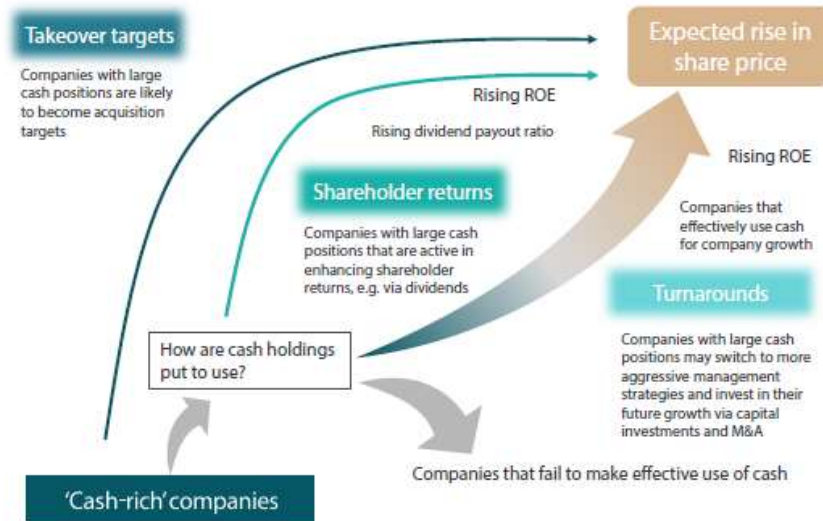 Takeover targets
Companies with large
cash positions are likely
to become acquisition
targets
Expected rise in
share price
Rising ROE
Rising dividend payout ratio
Shareholder returns
Companies with large cash
positions that are active in
enhancing shareholder
returns, e.g. via dividends
Rising ROE
Companies that
effectively use cash
for company growth
Turnarounds
Companies with large cash
positions may switch to more
aggressive management
strategies and invest in their
future growth via capital
investments and M&A
How are cash holdings
put to use?
Companies that fail to make effective use of cash
'Cash-rich' companies